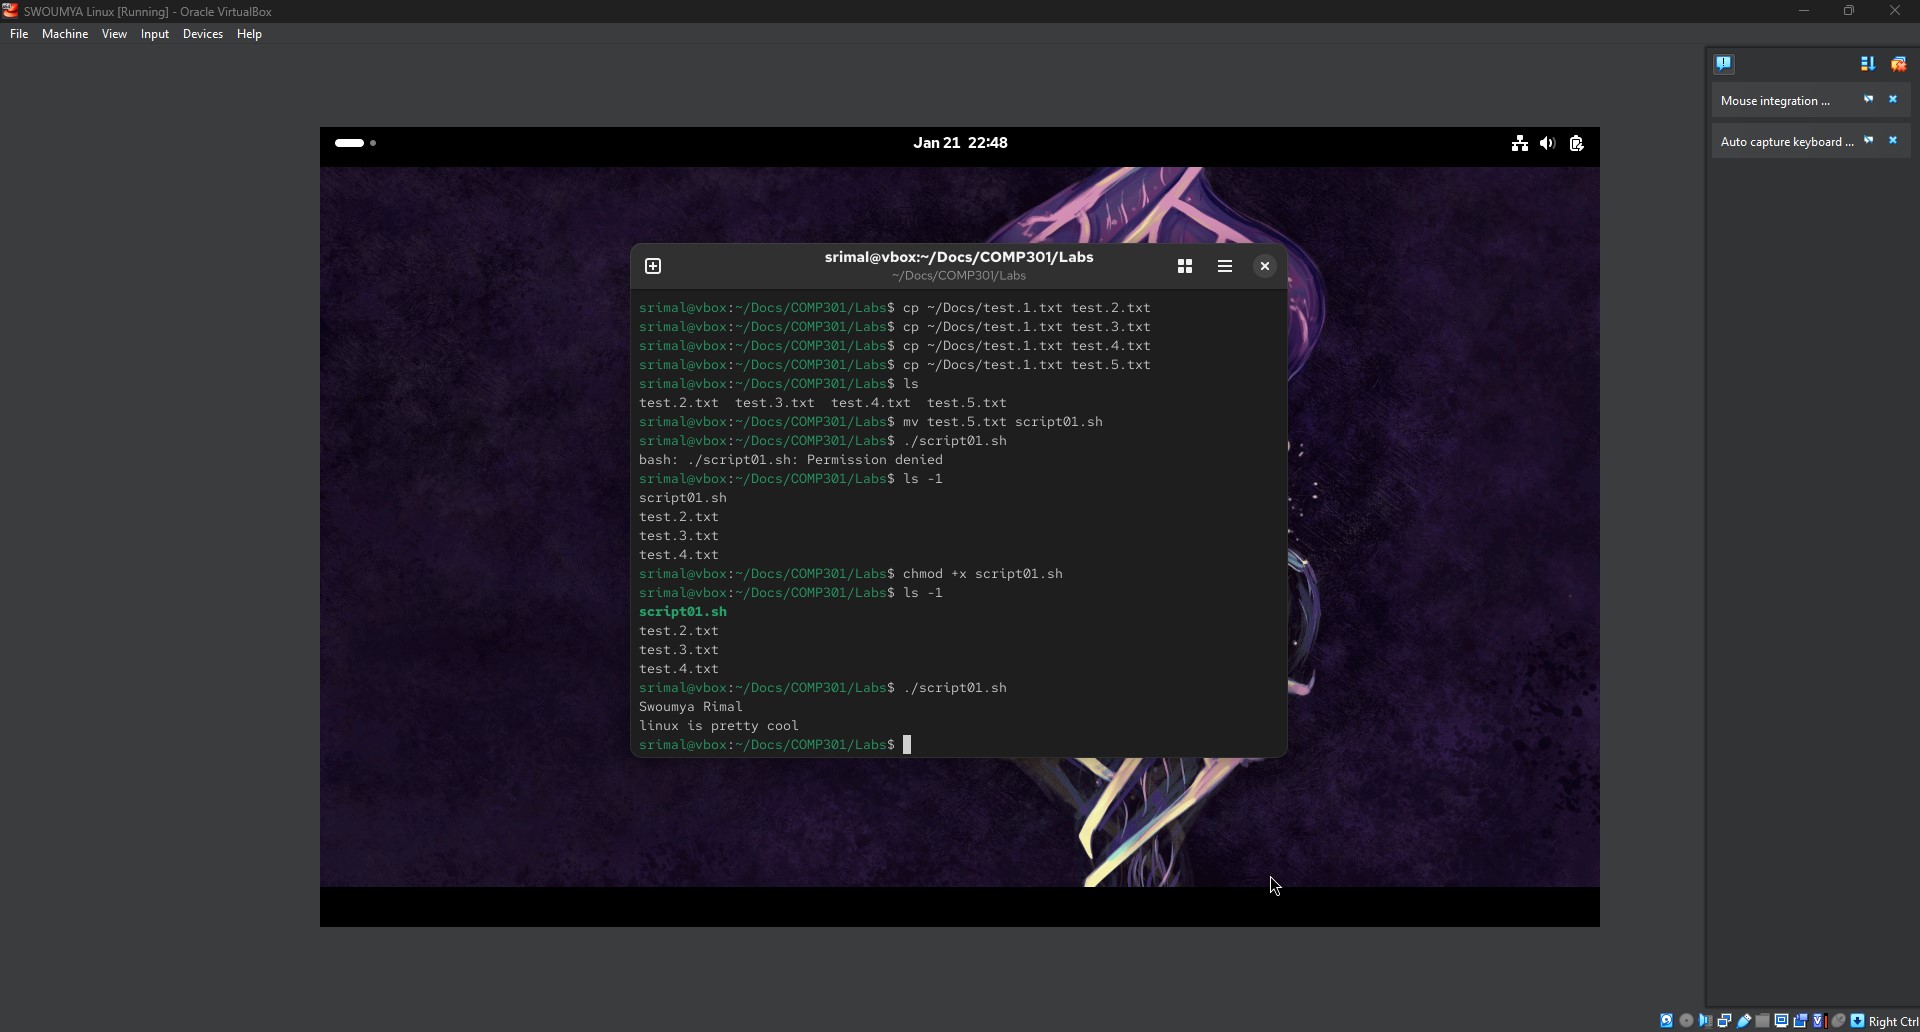 SWOUMYA Linux [Running] - Oracle VirtualBox
File Machine View Input Devices Help
Mouse integration ...
Auto capture keyboard ...
Jan 21 22:48
srimal@vbox:~/Docs/COMP301/Labs
~/Docs/COMP301/Labs
srimal@vbox:~/Docs/COMP301/Labs$ cp ~/Docs/test.1.txt test.2.txt
srimal@vbox:~/Docs/COMP301/Labs$ cp ~/Docs/test.1.txt test.3.txt
srimal@vbox:~/Docs/COMP301/Labs$ cp ~/Docs/test.1.txt test.4.txt
srimal@vbox:~/Docs/COMP301/Labs$ cp ~/Docs/test.1.txt test.5.txt
srimal@vbox:~/Docs/COMP301/Labs$ ls
test.2.txt  test.3.txt  test.4.txt  test.5.txt
srimal@vbox:~/Docs/COMP301/Labs$ mv test.5.txt script01.sh
srimal@vbox:~/Docs/COMP301/Labs$ ./script01.sh
bash: ./script01.sh: Permission denied
srimal@vbox:~/Docs/COMP301/Labs$ ls -1
script01.sh
test.2.txt
test.3.txt
test.4.txt
srimal@vbox:~/Docs/COMP301/Labs$ chmod +x script01.sh
srimal@vbox:~/Docs/COMP301/Labs$ ls -1
script01.sh
test.2.txt
test.3.txt
test.4.txt
srimal@vbox:~/Docs/COMP301/Labs$ ./script01.sh
Swoumya Rimal
linux is pretty cool
srimal@vbox:~/Docs/COMP301/Labs$
Right Ctrl